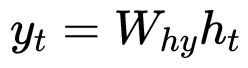 y_t = W_{hy} h_t